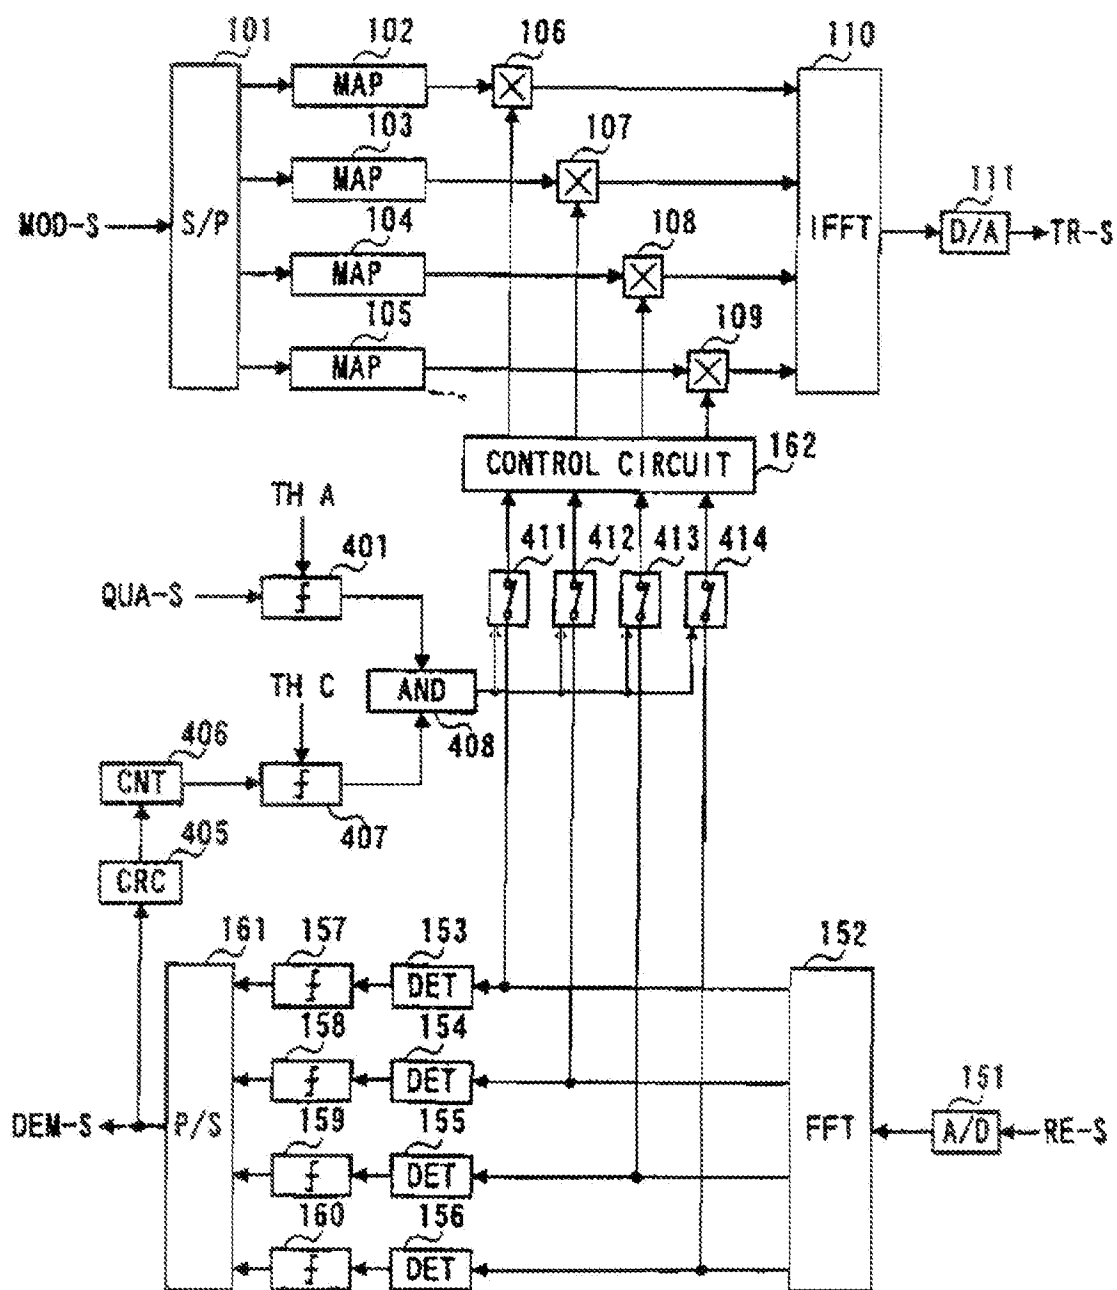 101 102 106 110
MAP
103 107
MAP
111
MOD-S S/P 104 108 IFFT D/A TR-S
MAP
105 109
MAP
162
CONTROL CIRCUIT
TH A
411 412 413 414
401
QUA-S
TH C AND
408
406
CNT
407
405
CRC
161 157 153 152
DET
158 154
DET
151
DEM-S P/S 159 155 FFT A/D RE-S
DET
160 156
DET